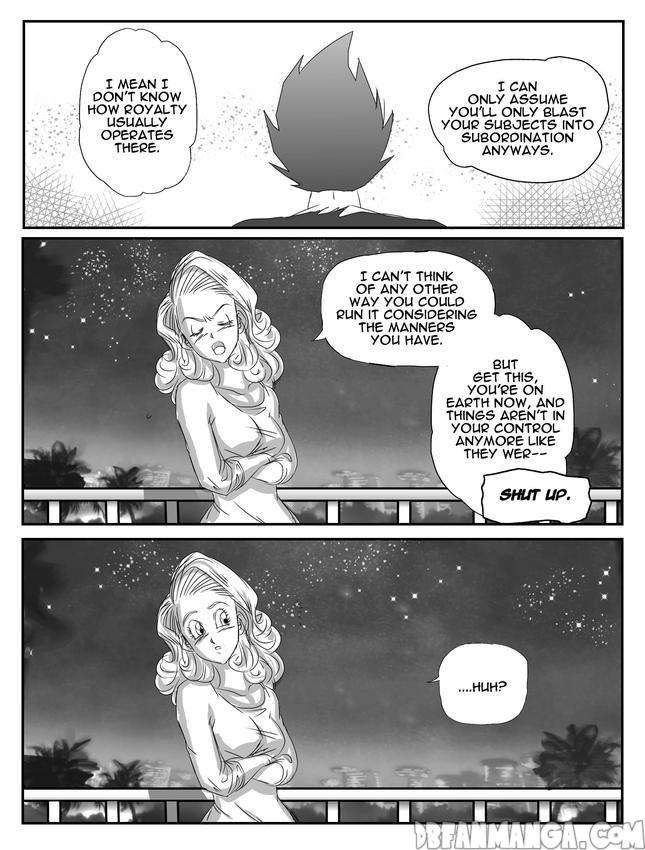 I MEAN I
DON'T KNOW
HOW ROYALTY
USUALLY
OPERATES
THERE.
I CAN
ONLY ASSUME
YOU'LL ONLY BLAST
YOUR SUBJECTS INTO
SUBORDINATION
ANYWAYS.
I CAN'T THINK
OF ANY OTHER
WAY YOU COULD
RUN IT CONSIDERING
THE MANNERS
YOU HAVE.
BUT
GET THIS,
YOU'RE ON
EARTH NOW, AND
THINGS AREN'T IN
YOUR CONTROL
ANYMORE LIKE
THEY WER--
SHUT UP.
....HUH?
DBFANMANGA.COM